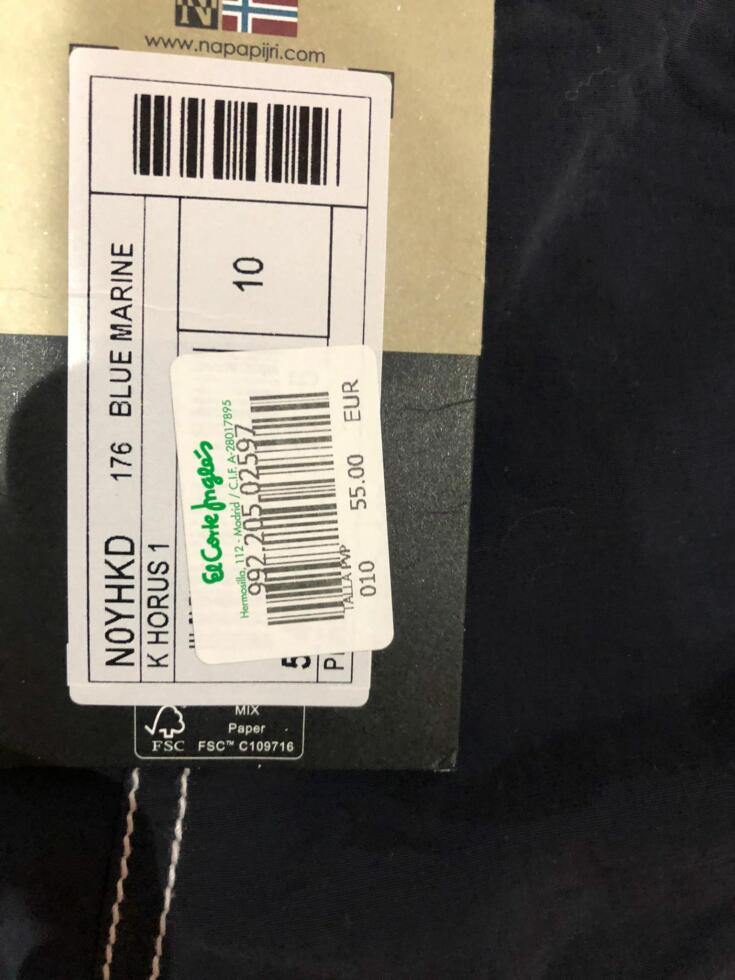 www.napapijri.com
N0YHKD 176 BLUE MARINE
K HORUS 1
10
El Corte Inglés
Hermosilla, 112 - Madrid / C.I.F. A-28017895
992.205.02597
TALLA PVP
010 55.00 EUR
MIX
Paper
FSC FSC™ C109716